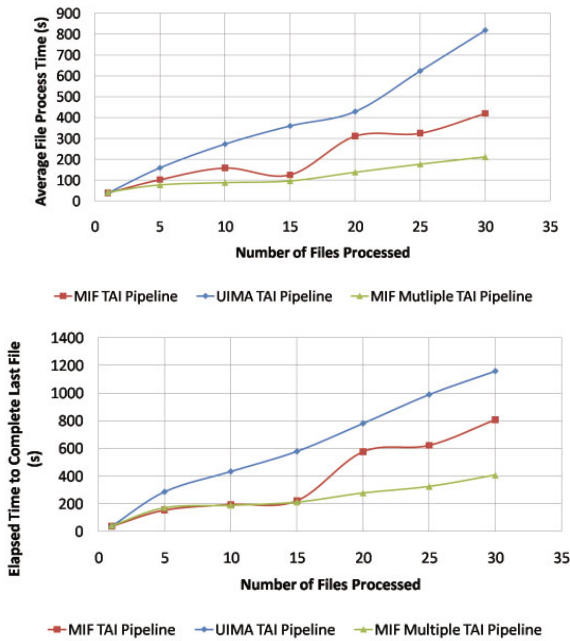 Average File Process Time (s)
900
800
700
600
500
400
300
200
100
0
0 5 10 15 20 25 30 35
Number of Files Processed
MIF TAI Pipeline UIMA TAI Pipeline MIF Mutliple TAI Pipeline
Elapsed Time to Complete Last File
(s)
1400
1200
1000
800
600
400
200
0
0 5 10 15 20 25 30 35
Number of Files Processed
MIF TAI Pipeline UIMA TAI Pipeline MIF Multiple TAI Pipeline